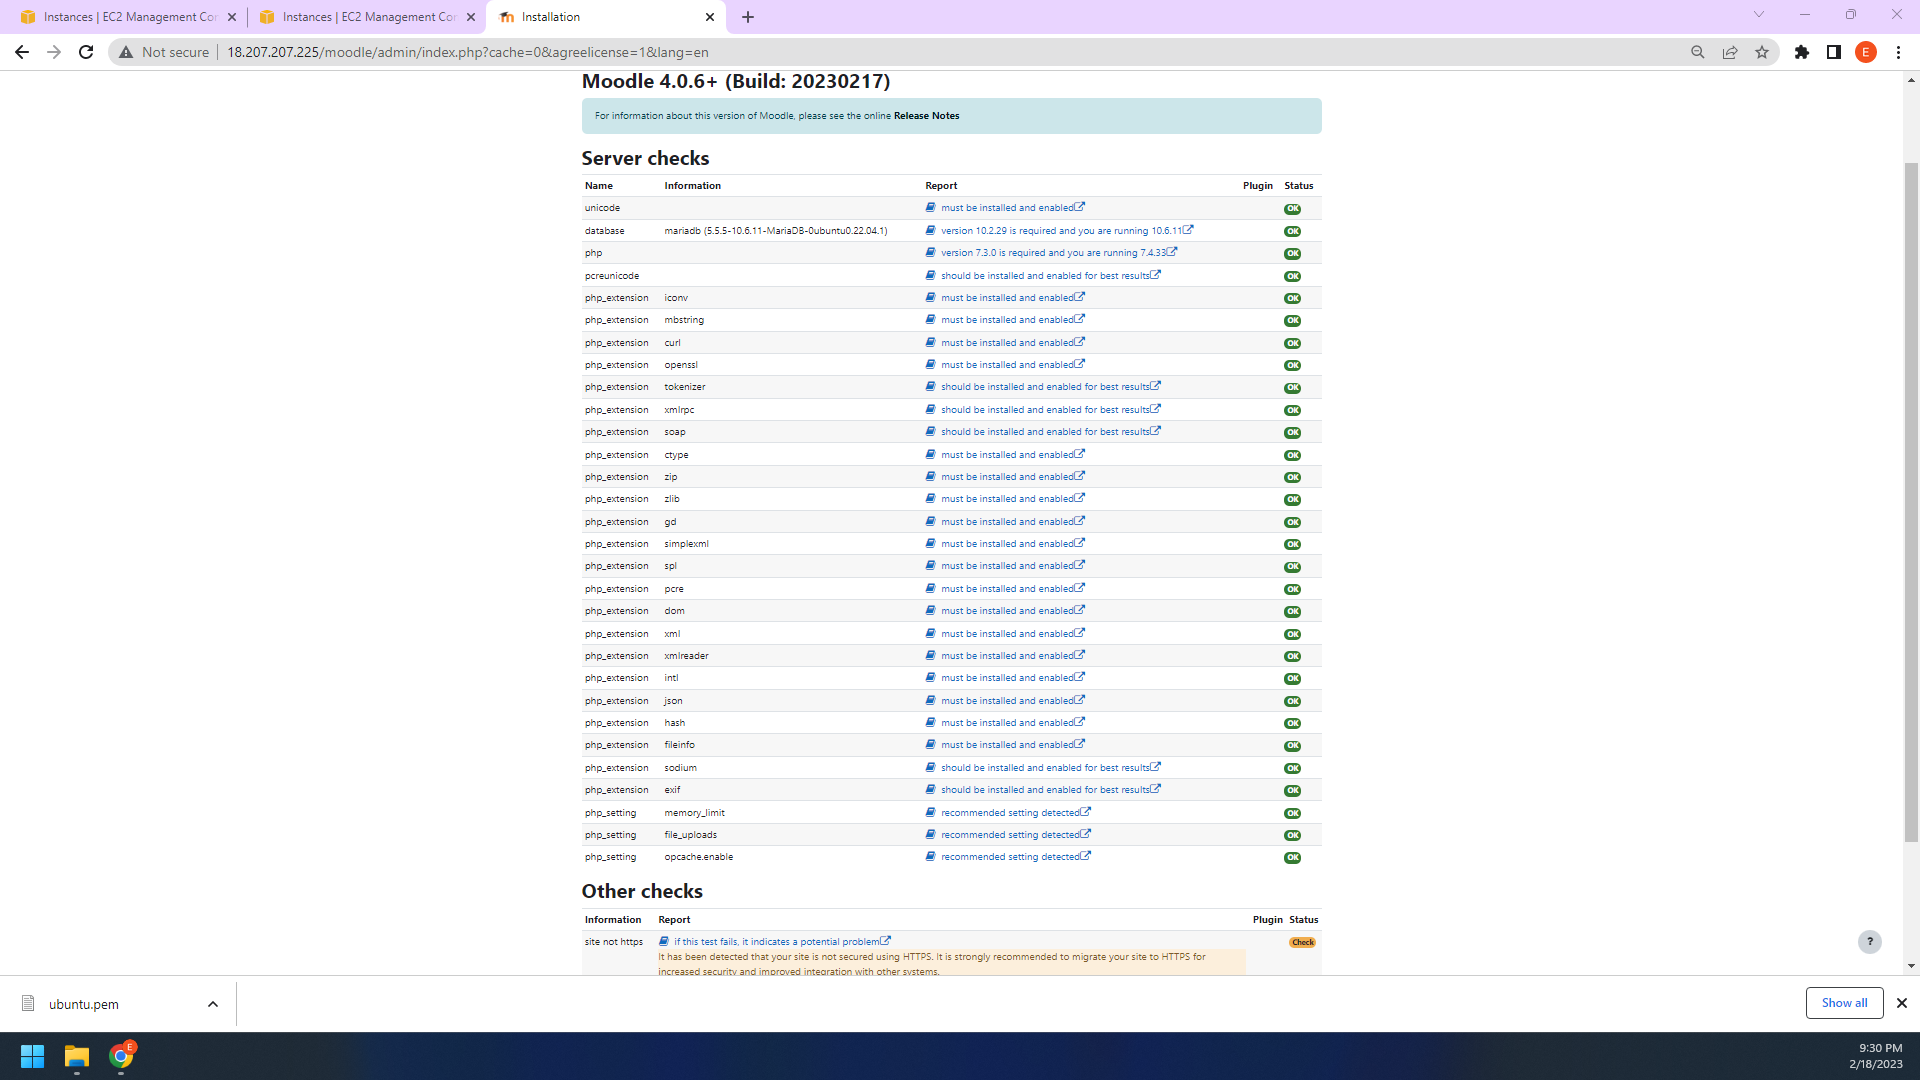 Instances | EC2 Management Con
Instances | EC2 Management Con
Installation
Not secure
18.207.207.225/moodle/admin/index.php?cache=0&agreelicense=1&lang=en
E
Moodle 4.0.6+ (Build: 20230217)
For information about this version of Moodle, please see the online Release Notes
Server checks
Name Information Report Plugin Status
unicode must be installed and enabled OK
database mariadb (5.5.5-10.6.11-MariaDB-0ubuntu0.22.04.1) version 10.2.29 is required and you are running 10.6.11 OK
php version 7.3.0 is required and you are running 7.4.33 OK
pcreunicode should be installed and enabled for best results OK
php_extension iconv must be installed and enabled OK
php_extension mbstring must be installed and enabled OK
php_extension curl must be installed and enabled OK
php_extension openssl must be installed and enabled OK
php_extension tokenizer should be installed and enabled for best results OK
php_extension xmlrpc should be installed and enabled for best results OK
php_extension soap should be installed and enabled for best results OK
php_extension ctype must be installed and enabled OK
php_extension zip must be installed and enabled OK
php_extension zlib must be installed and enabled OK
php_extension gd must be installed and enabled OK
php_extension simplexml must be installed and enabled OK
php_extension spl must be installed and enabled OK
php_extension pcre must be installed and enabled OK
php_extension dom must be installed and enabled OK
php_extension xml must be installed and enabled OK
php_extension xmlreader must be installed and enabled OK
php_extension intl must be installed and enabled OK
php_extension json must be installed and enabled OK
php_extension hash must be installed and enabled OK
php_extension fileinfo must be installed and enabled OK
php_extension sodium should be installed and enabled for best results OK
php_extension exif should be installed and enabled for best results OK
php_setting memory_limit recommended setting detected OK
php_setting file_uploads recommended setting detected OK
php_setting opcache.enable recommended setting detected OK
Other checks
Information Report Plugin Status
site not https if this test fails, it indicates a potential problem Check
It has been detected that your site is not secured using HTTPS. It is strongly recommended to migrate your site to HTTPS for
increased security and improved integration with other systems.
?
ubuntu.pem
Show all
E
9:30 PM
2/18/2023